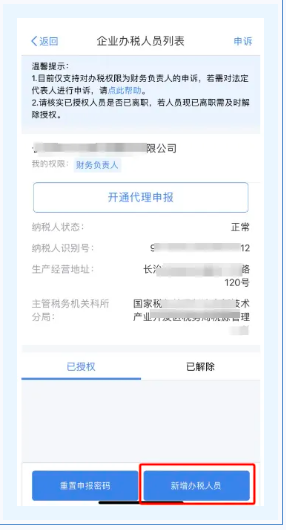 返回
企业办税人员列表
申诉
温馨提示:
1.目前仅支持对办税权限为财务负责人的申诉，若需对法定
代表人进行申诉，请点此帮助。
2.请核实已授权人员是否已离职，若人员现已离职需及时解
除授权。
限公司
我的权限: 财务负责人
开通代理申报
纳税人状态: 正常
纳税人识别号: 9 12
生产经营地址: 长沙 路
120号
主管税务机关科所 国家税 技术
分局: 产业开发区税务局税源管理
已授权
已解除
重置申报密码
新增办税人员